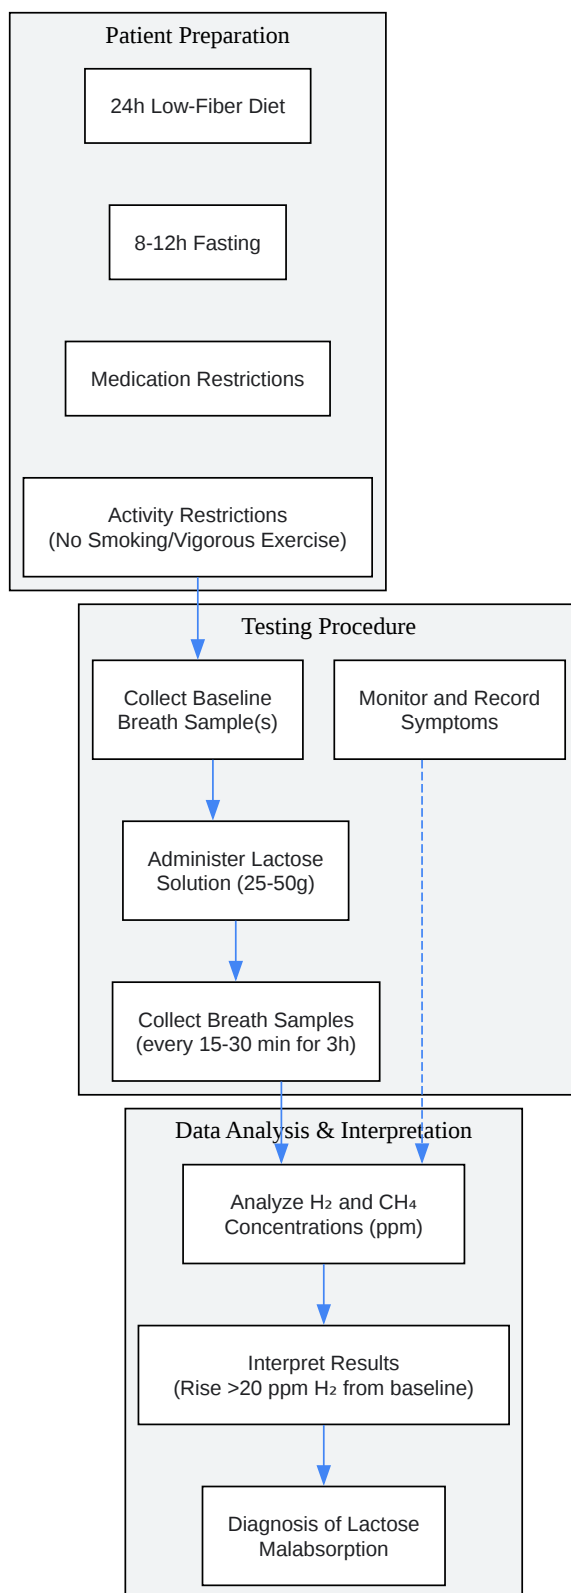 Patient Preparation
24h Low-Fiber Diet
8-12h Fasting
Medication Restrictions
Activity Restrictions
(No Smoking/Vigorous Exercise)
Testing Procedure
Collect Baseline
Breath Sample(s)
Monitor and Record
Symptoms
Administer Lactose
Solution (25-50g)
Collect Breath Samples
(every 15-30 min for 3h)
Data Analysis & Interpretation
Analyze H₂ and CH₄
Concentrations (ppm)
Interpret Results
(Rise >20 ppm H₂ from baseline)
Diagnosis of Lactose
Malabsorption